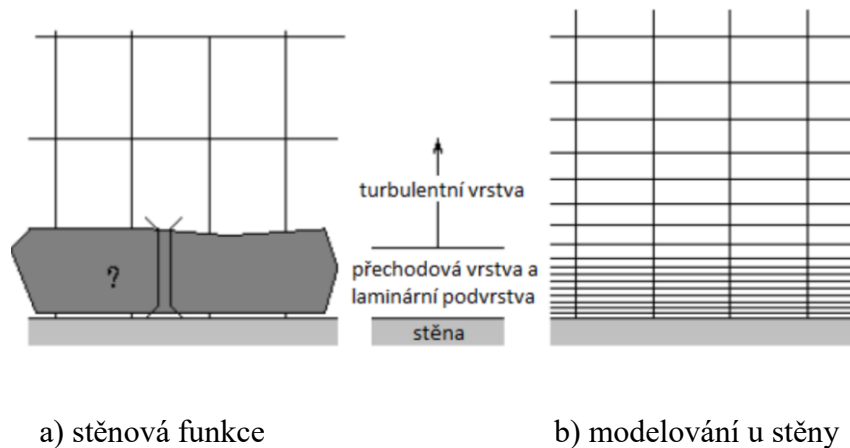 turbulentní vrstva
?
přechodová vrstva a
laminární podvrstva
stěna
a) stěnová funkce
b) modelování u stěny